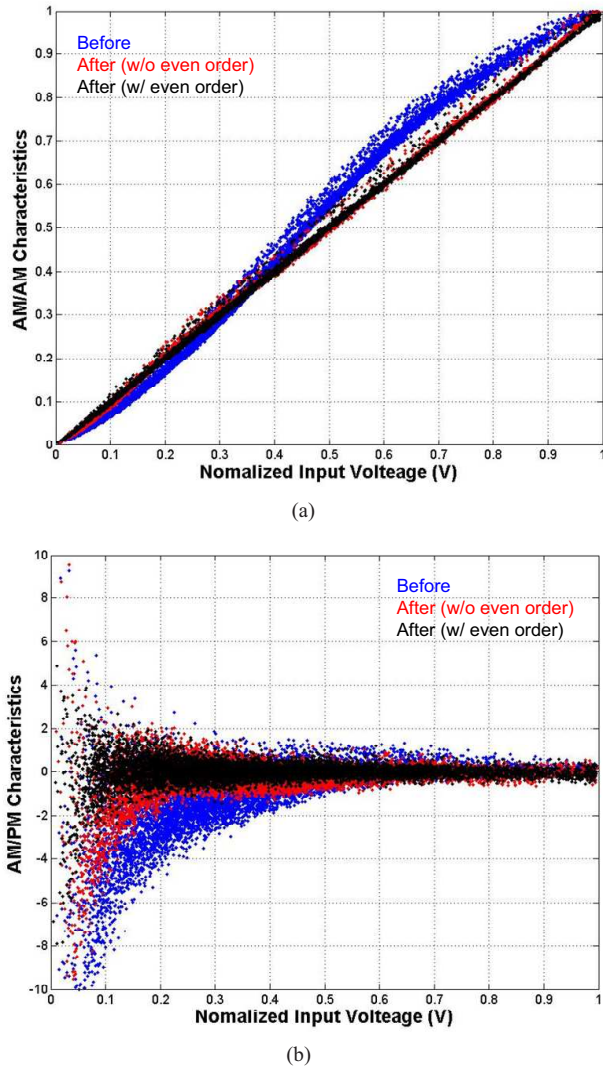 1
0.9
0.8
0.7
0.6
0.5
0.4
0.3
0.2
0.1
0
AM/AM Characteristics
Before
After (w/o even order)
After (w/ even order)
0 0.1 0.2 0.3 0.4 0.5 0.6 0.7 0.8 0.9 1
Nomalized Input Volteage (V)
(a)
10
8
6
4
2
0
-2
-4
-6
-8
-10
AM/PM Characteristics
Before
After (w/o even order)
After (w/ even order)
0 0.1 0.2 0.3 0.4 0.5 0.6 0.7 0.8 0.9 1
Nomalized Input Volteage (V)
(b)